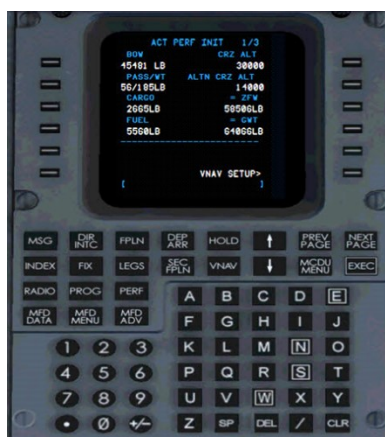 ACT PERF INIT 1/3
BOW CRZ ALT
45481 LB 30000
PASS/WT ALTN CRZ ALT
56/185LB 14000
CARGO = ZFW
2665LB 58506LB
FUEL = GWT
5560LB 64066LB
VNAV SETUP>
[ ]
MSG DIR INTC FPLN DEP ARR HOLD ↑ PREV PAGE NEXT PAGE
INDEX FIX LEGS SEC FPLN VNAV ↓ MCDU MENU EXEC
RADIO PROG PERF
MFD DATA MFD MENU MFD ADV
A B C D E
F G H I J
1 2 3 K L M N O
4 5 6 P Q R S T
7 8 9 U V W X Y
• 0 +/- Z SP DEL / CLR